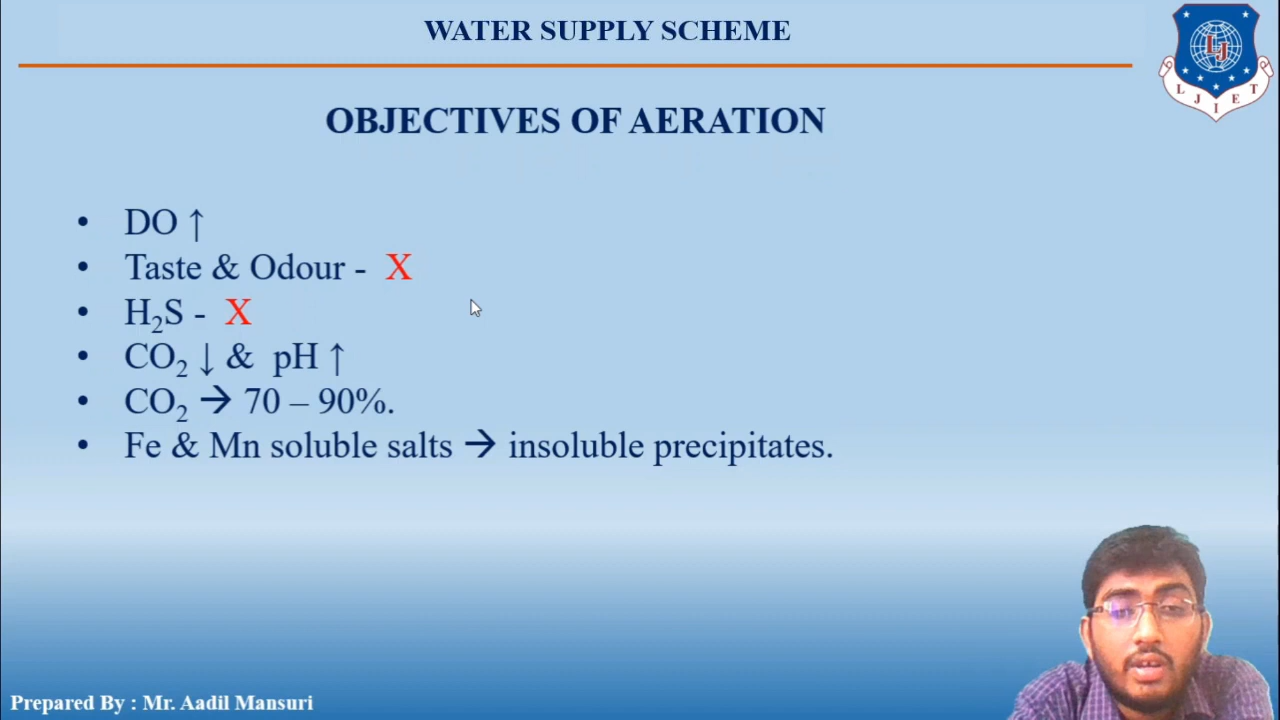 WATER SUPPLY SCHEME
LJ
L J I E T
OBJECTIVES OF AERATION
• DO ↑
• Taste & Odour - X
• H₂S - X
• CO₂ ↓ & pH ↑
• CO₂ → 70 – 90%.
• Fe & Mn soluble salts → insoluble precipitates.
Prepared By : Mr. Aadil Mansuri